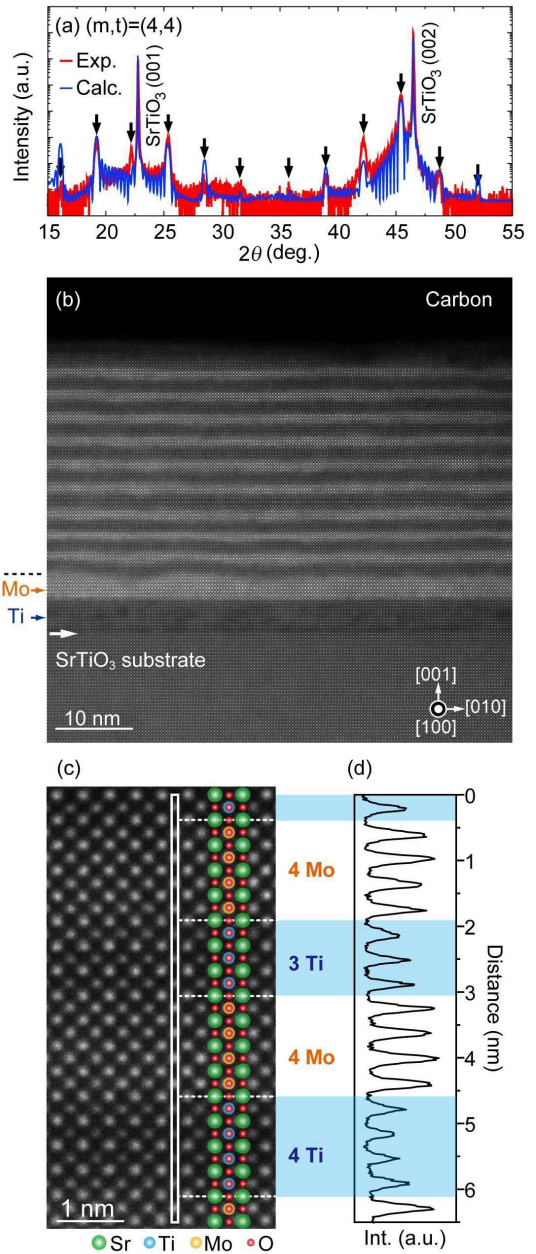 (a) (m,t)=(4,4)
Exp.
Calc.
SrTiO₃ (001)
SrTiO₃ (002)
Intensity (a.u.)
15 20 25 30 35 40 45 50 55
2θ (deg.)
(b)
Carbon
Mo
Ti
SrTiO₃ substrate
10 nm
[001]
[010]
[100]
(c)
(d)
4 Mo
3 Ti
4 Mo
4 Ti
0
1
2
3
4
5
6
Distance (nm)
1 nm
Int. (a.u.)
Sr Ti Mo O